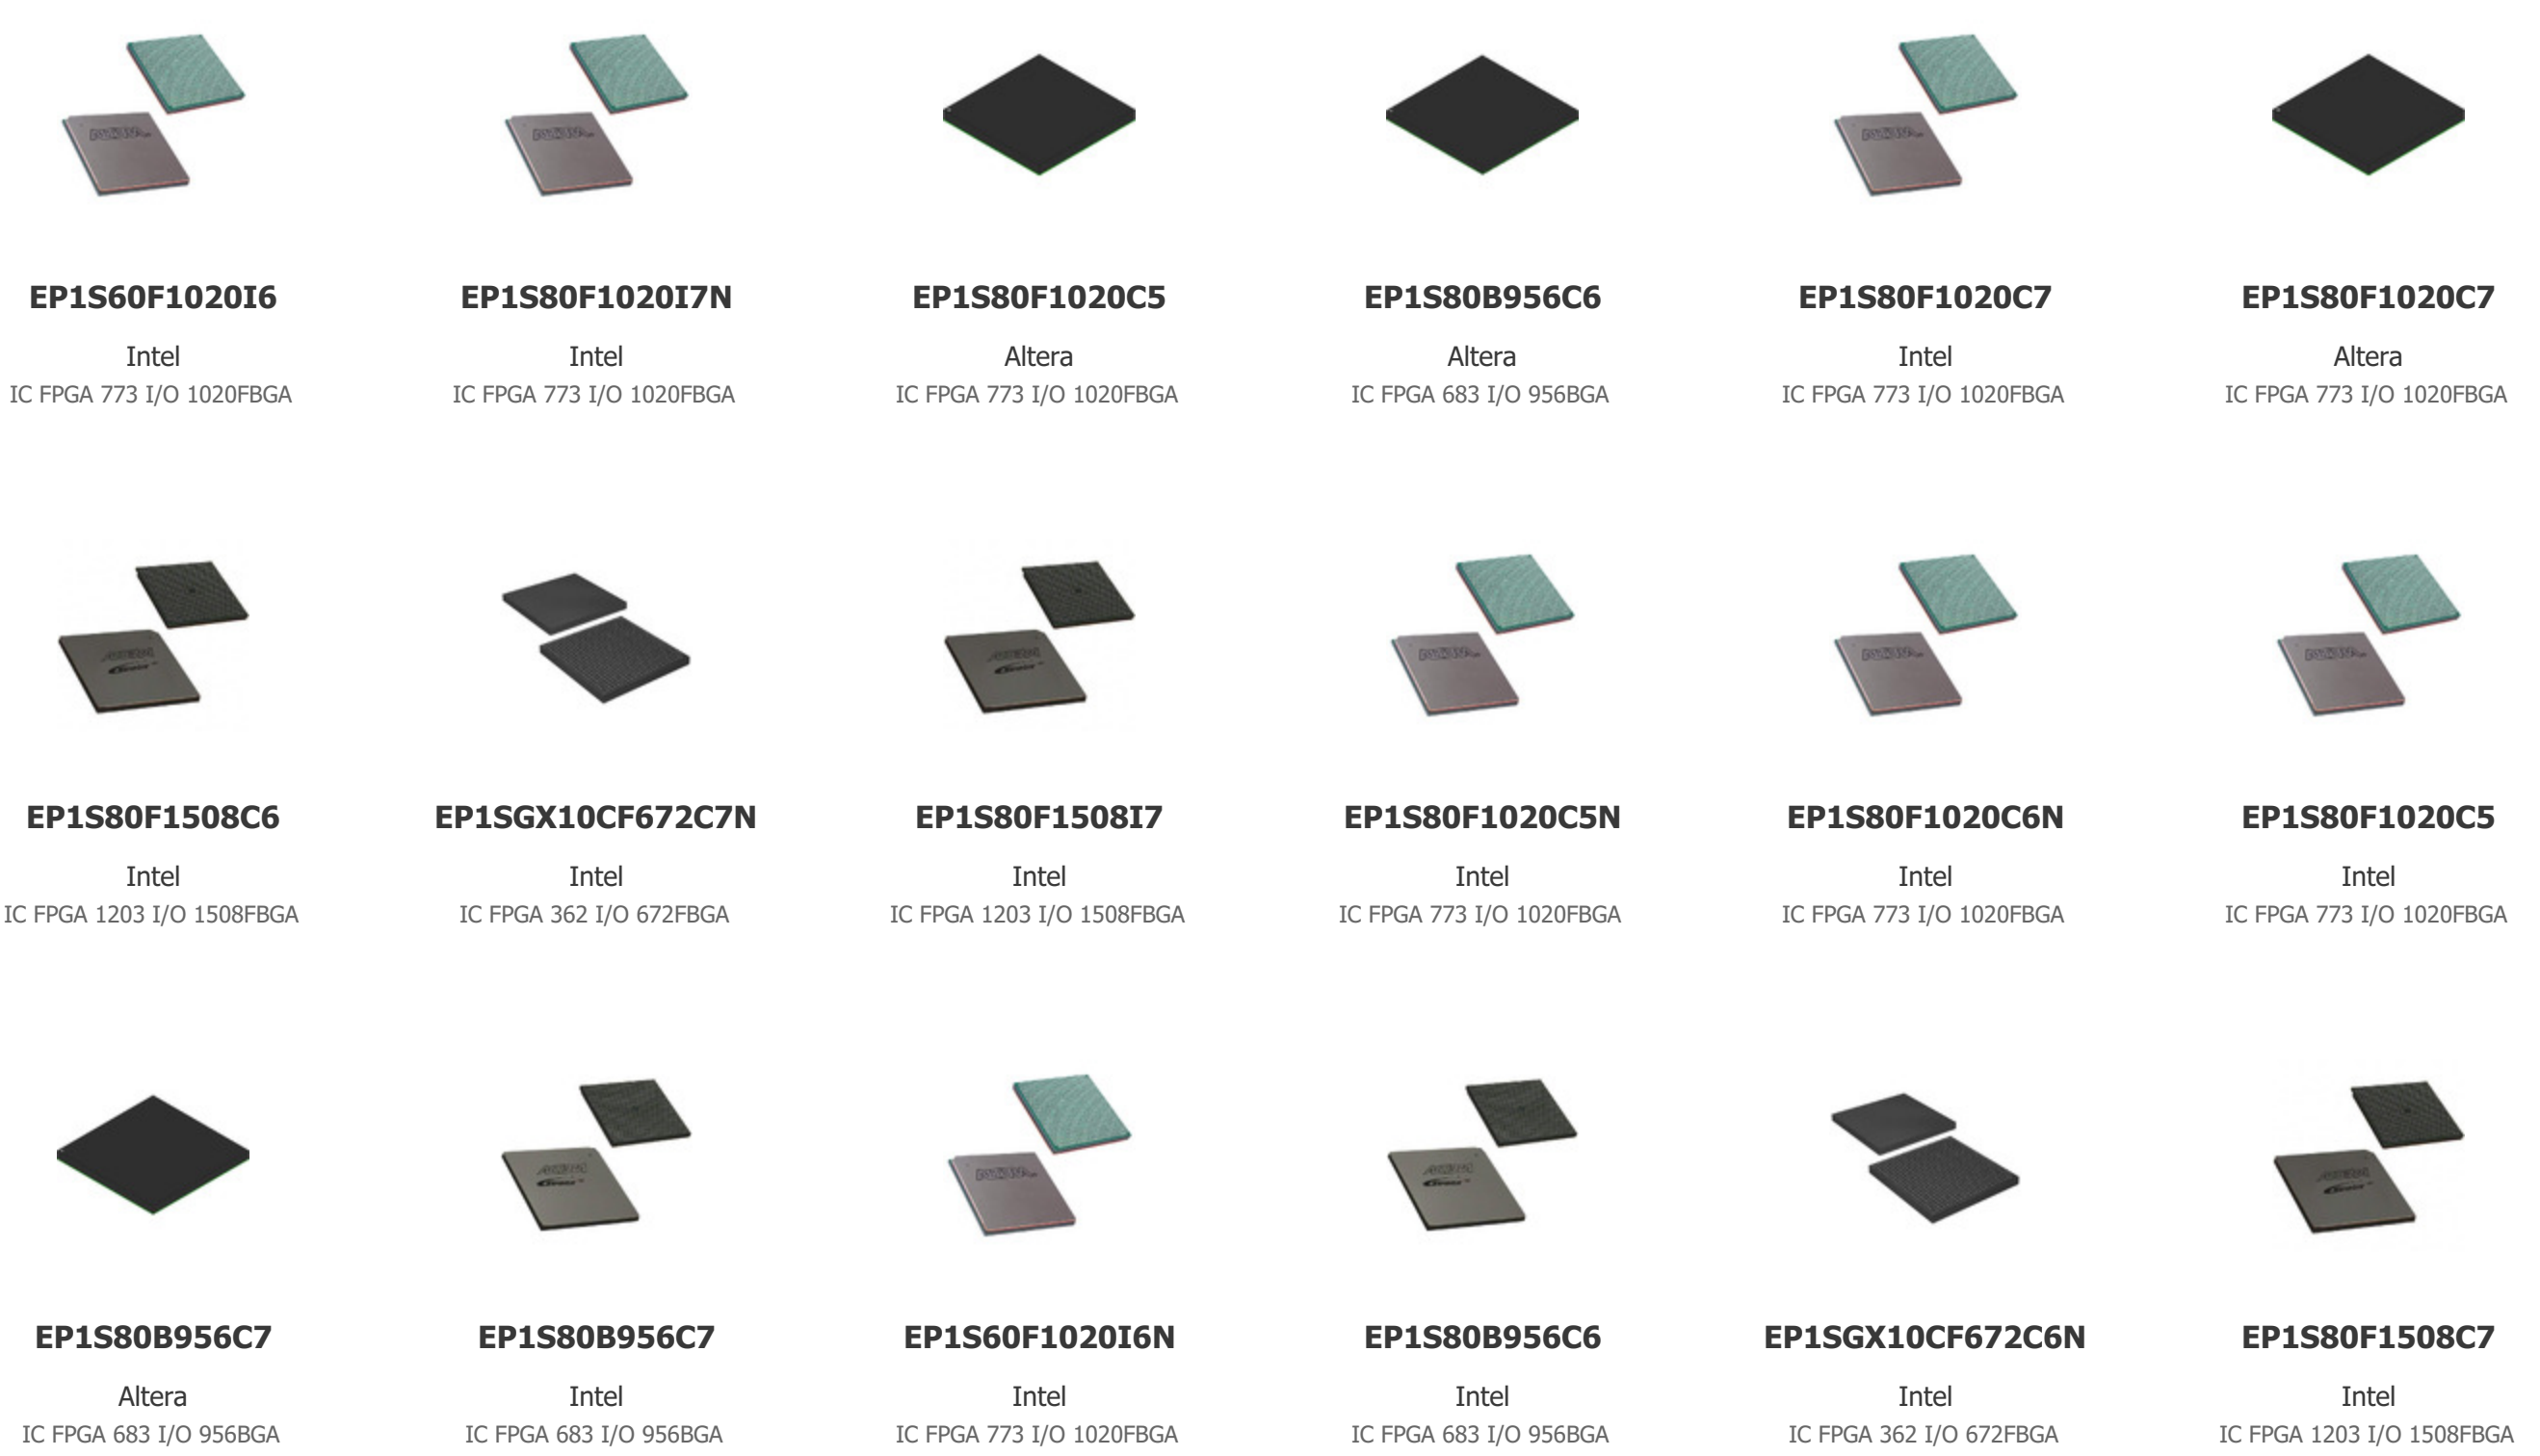 EP1S60F1020I6
Intel
IC FPGA 773 I/O 1020FBGA
EP1S80F1020I7N
Intel
IC FPGA 773 I/O 1020FBGA
EP1S80F1020C5
Altera
IC FPGA 773 I/O 1020FBGA
EP1S80B956C6
Altera
IC FPGA 683 I/O 956BGA
EP1S80F1020C7
Intel
IC FPGA 773 I/O 1020FBGA
EP1S80F1020C7
Altera
IC FPGA 773 I/O 1020FBGA
EP1S80F1508C6
Intel
IC FPGA 1203 I/O 1508FBGA
EP1SGX10CF672C7N
Intel
IC FPGA 362 I/O 672FBGA
EP1S80F1508I7
Intel
IC FPGA 1203 I/O 1508FBGA
EP1S80F1020C5N
Intel
IC FPGA 773 I/O 1020FBGA
EP1S80F1020C6N
Intel
IC FPGA 773 I/O 1020FBGA
EP1S80F1020C5
Intel
IC FPGA 773 I/O 1020FBGA
EP1S80B956C7
Altera
IC FPGA 683 I/O 956BGA
EP1S80B956C7
Intel
IC FPGA 683 I/O 956BGA
EP1S60F1020I6N
Intel
IC FPGA 773 I/O 1020FBGA
EP1S80B956C6
Intel
IC FPGA 683 I/O 956BGA
EP1SGX10CF672C6N
Intel
IC FPGA 362 I/O 672FBGA
EP1S80F1508C7
Intel
IC FPGA 1203 I/O 1508FBGA